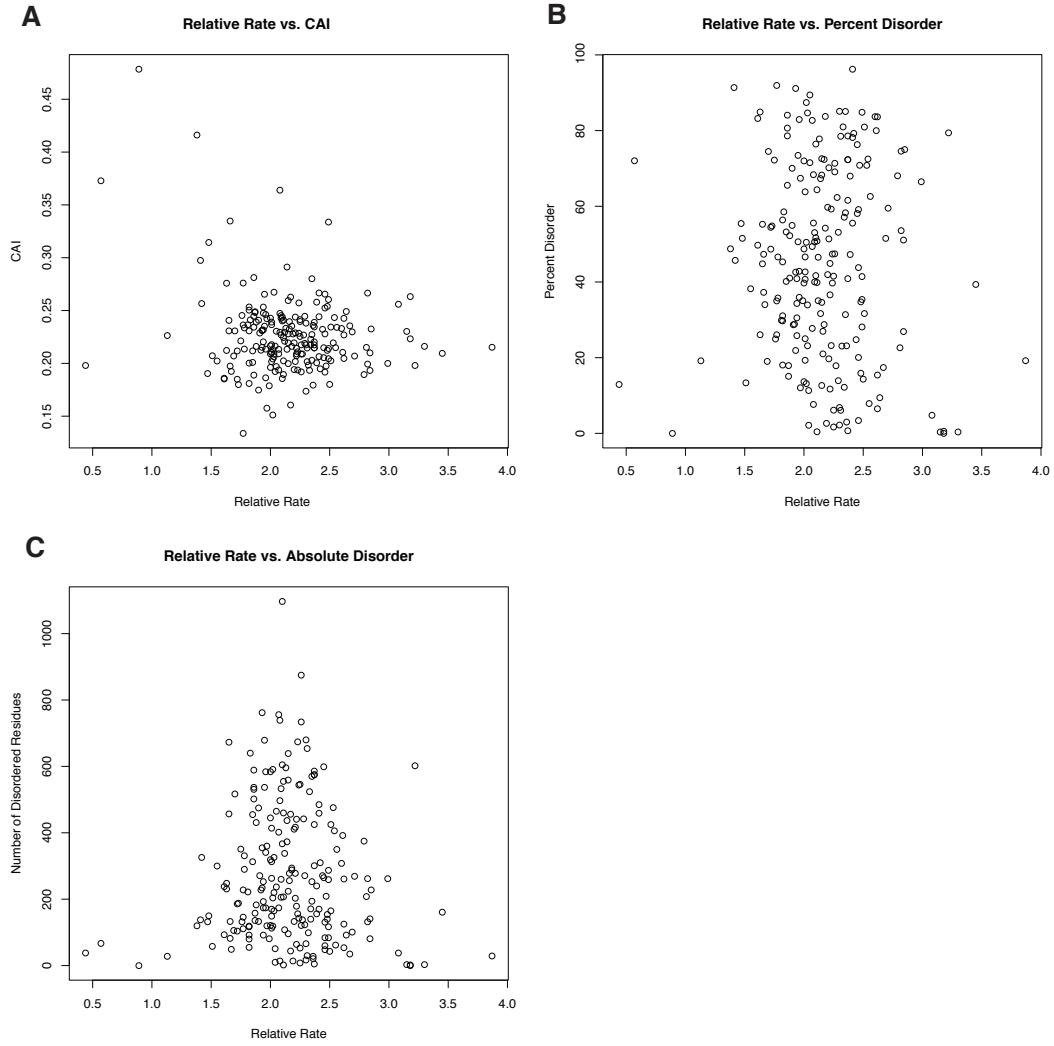 A
Relative Rate vs. CAI
CAI
0.45
0.40
0.35
0.30
0.25
0.20
0.15
0.5 1.0 1.5 2.0 2.5 3.0 3.5 4.0
Relative Rate
B
Relative Rate vs. Percent Disorder
Percent Disorder
100
80
60
40
20
0
0.5 1.0 1.5 2.0 2.5 3.0 3.5 4.0
Relative Rate
C
Relative Rate vs. Absolute Disorder
Number of Disordered Residues
1000
800
600
400
200
0
0.5 1.0 1.5 2.0 2.5 3.0 3.5 4.0
Relative Rate